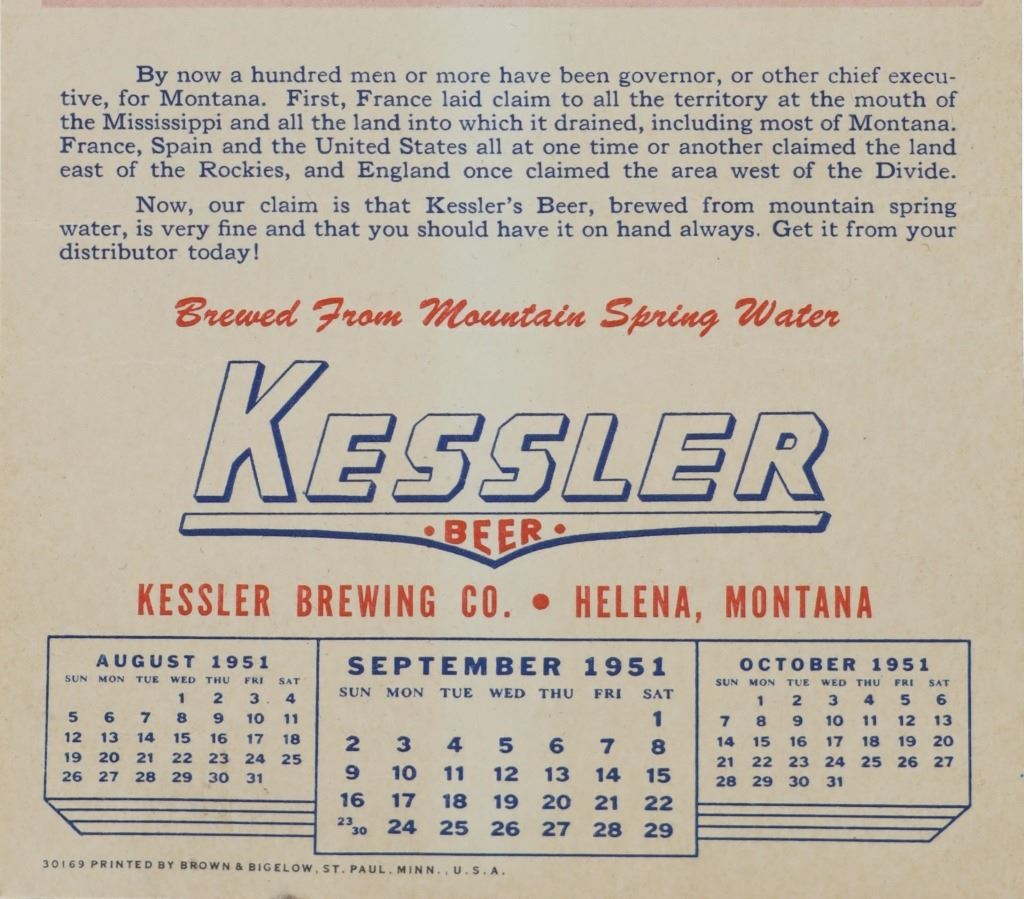 By now a hundred men or more have been governor, or other chief execu-
tive, for Montana. First, France laid claim to all the territory at the mouth of
the Mississippi and all the land into which it drained, including most of Montana.
France, Spain and the United States all at one time or another claimed the land
east of the Rockies, and England once claimed the area west of the Divide.
Now, our claim is that Kessler's Beer, brewed from mountain spring
water, is very fine and that you should have it on hand always. Get it from your
distributor today!
Brewed From Mountain Spring Water
KESSLER
• BEER •
KESSLER BREWING CO. • HELENA, MONTANA
AUGUST 1951
SUN MON TUE WED THU FRI SAT
1 2 3 4
5 6 7 8 9 10 11
12 13 14 15 16 17 18
19 20 21 22 23 24 25
26 27 28 29 30 31
SEPTEMBER 1951
SUN MON TUE WED THU FRI SAT
1
2 3 4 5 6 7 8
9 10 11 12 13 14 15
16 17 18 19 20 21 22
23 30 24 25 26 27 28 29
OCTOBER 1951
SUN MON TUE WED THU FRI SAT
1 2 3 4 5 6
7 8 9 10 11 12 13
14 15 16 17 18 19 20
21 22 23 24 25 26 27
28 29 30 31
30169 PRINTED BY BROWN & BIGELOW, ST. PAUL, MINN., U.S.A.